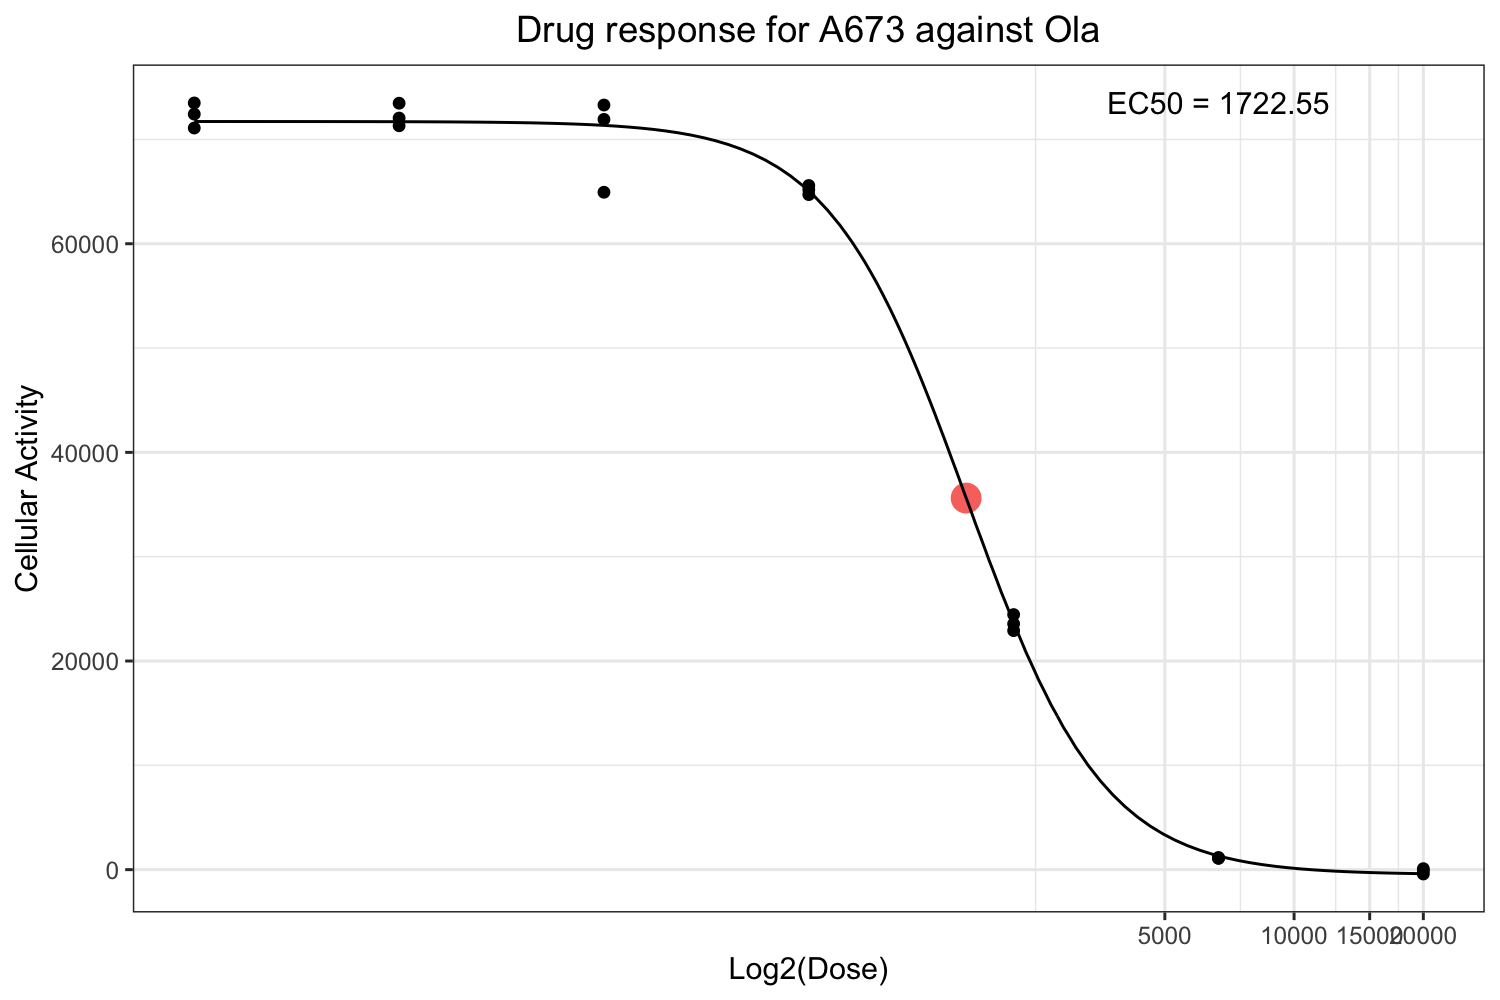 Drug response for A673 against Ola
EC50 = 1722.55
60000
40000
20000
0
Cellular Activity
5000 10000 15000 20000
Log2(Dose)